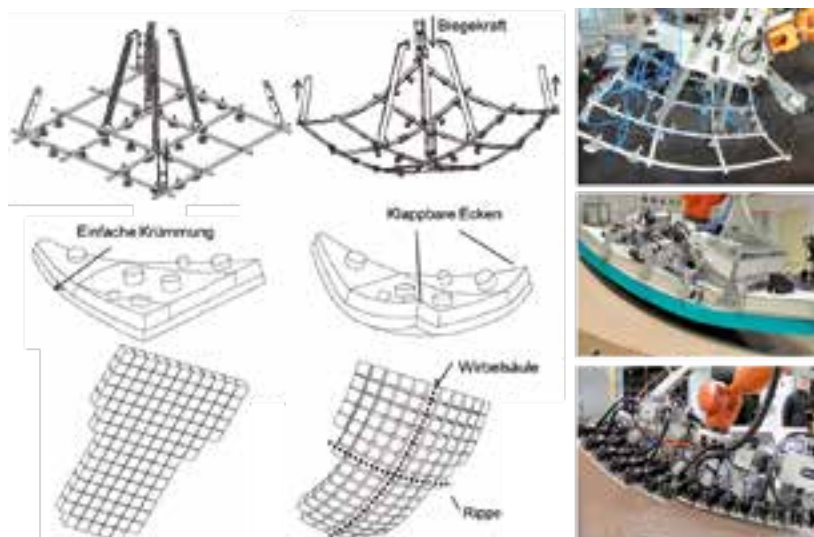 Biegekraft
Klappbare Ecken
Einfache Krümmung
Wirbelsäule
Rippe